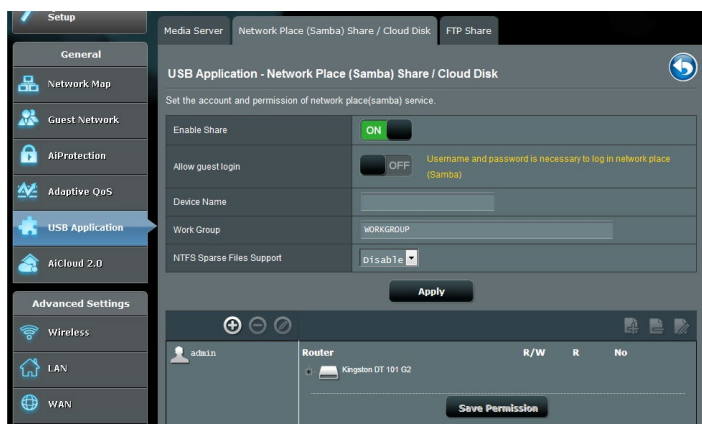 Setup
General
Network Map
Guest Network
AiProtection
Adaptive QoS
USB Application
AiCloud 2.0
Advanced Settings
Wireless
LAN
WAN
Media Server
Network Place (Samba) Share / Cloud Disk
FTP Share
USB Application - Network Place (Samba) Share / Cloud Disk
Set the account and permission of network place(samba) service.
Enable Share
ON
Allow guest login
OFF
Username and password is necessary to log in network place
(Samba)
Device Name
Work Group
WORKGROUP
NTFS Sparse Files Support
Disable
Apply
admin
Router
R/W
R
No
Kingston DT 101 G2
Save Permission